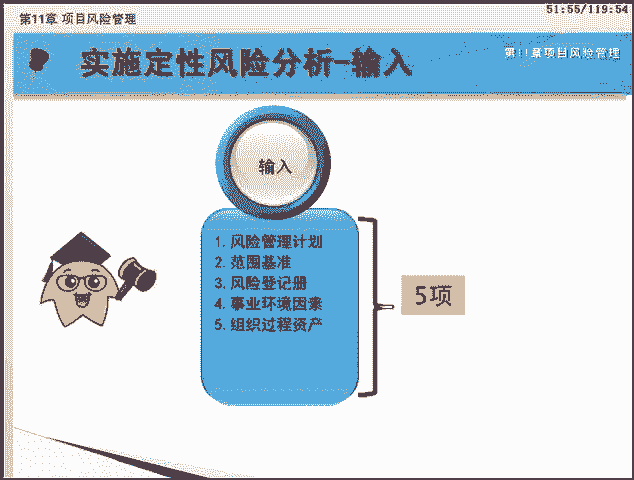 第11章 项目风险管理
51:55/119:54
实施定性风险分析-输入
第11章项目风险管理
输入
1. 风险管理计划
2. 范围基准
3. 风险登记册
4. 事业环境因素
5. 组织过程资产
5项